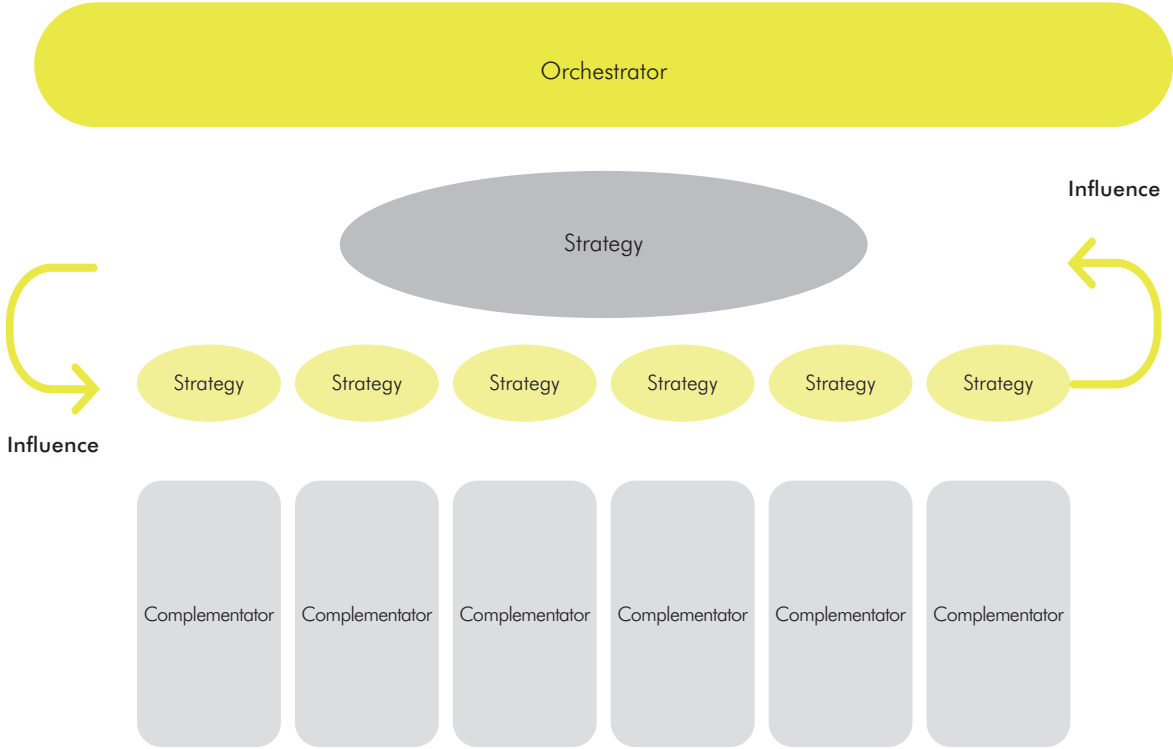 Orchestrator
Influence
Strategy
Strategy Strategy Strategy Strategy Strategy Strategy
Influence
Complementator Complementator Complementator Complementator Complementator Complementator